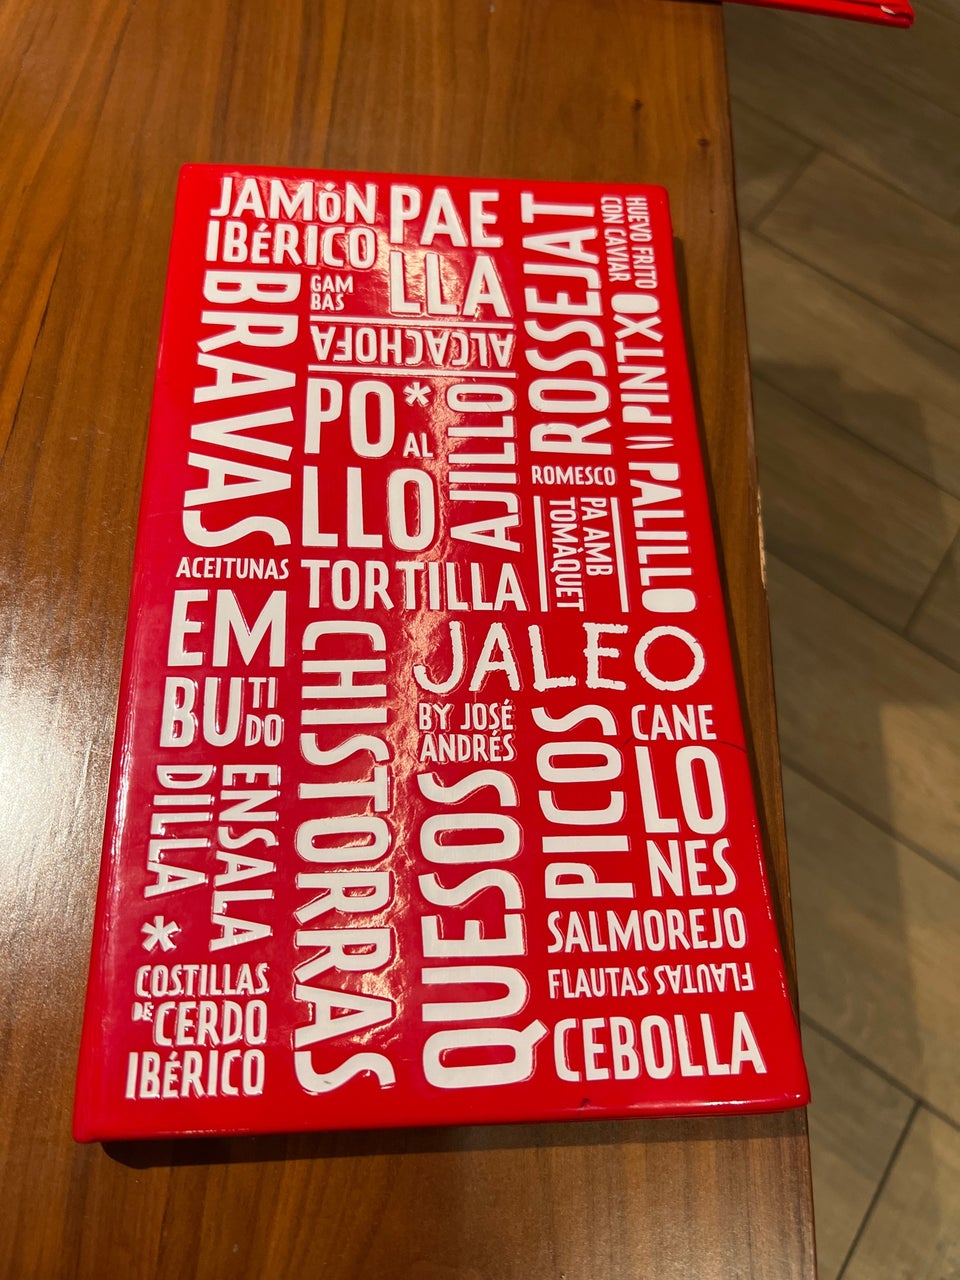 JAMÓN
IBÉRICO
PAE
LLA
GAM
BAS
ALCACHOFA
BRAVAS
PO
LLO
*
AL
AJILLO
ROSSEJAT
HUEVO FRITO
CON CAVIAR
PINTXO
PALILLO
ROMESCO
PA AMB
TOMÀQUET
ACEITUNAS
TORTILLA
EM
BU
TI
DO
CHISTORRAS
JALEO
BY JOSÉ
ANDRÉS
QUESOS
PICOS
CANE
LO
NES
ENSALA
DILLA
*
SALMOREJO
FLAUTAS FLAUTAS
COSTILLAS
DE CERDO
IBÉRICO
CEBOLLA